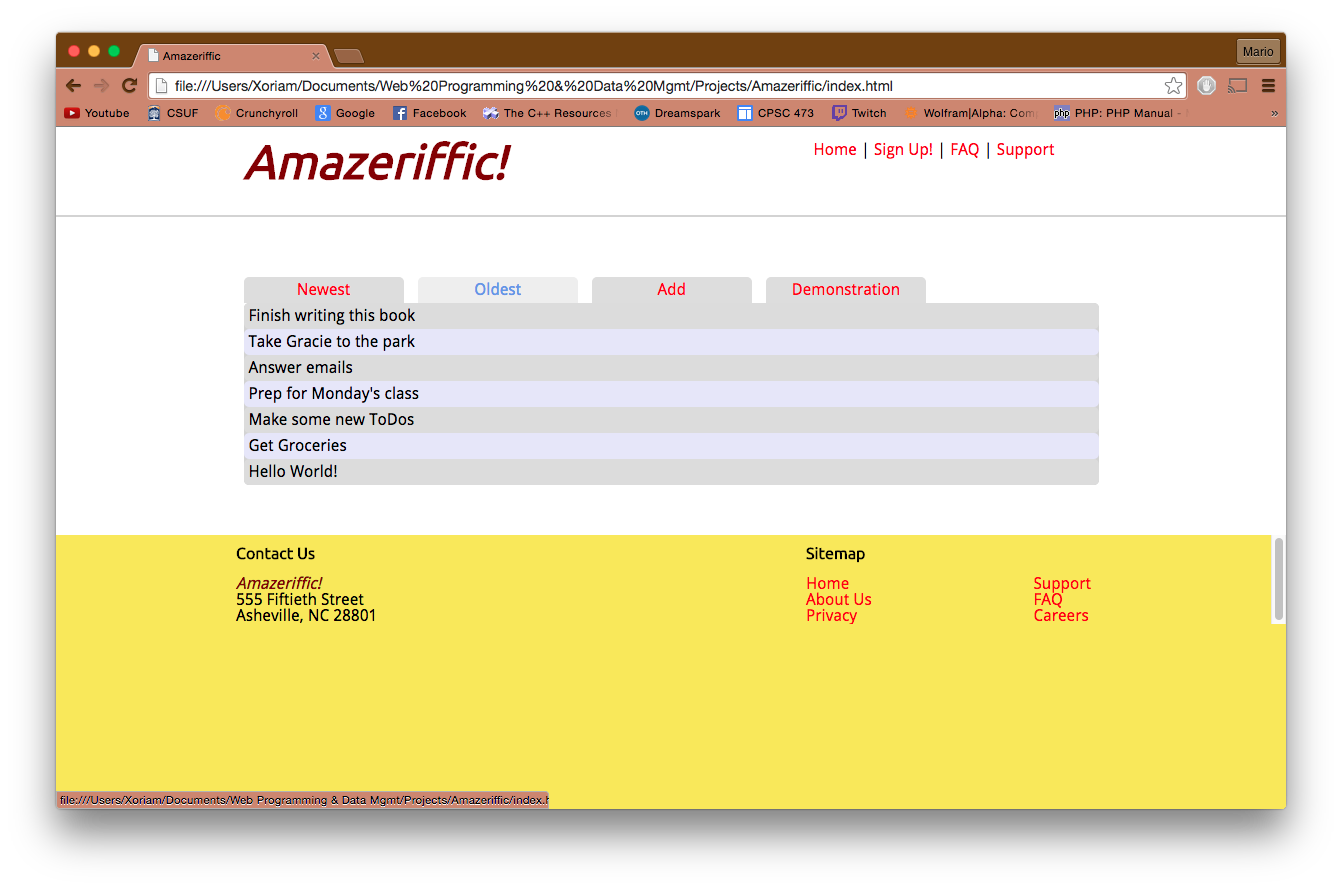 Amazeriffic
Mario
file:///Users/Xoriam/Documents/Web%20Programming%20&%20Data%20Mgmt/Projects/Amazeriffic/index.html
Youtube CSUF Crunchyroll Google Facebook The C++ Resources Dreamspark CPSC 473 Twitch Wolfram|Alpha: Com php PHP: PHP Manual - »
Amazeriffic!
Home | Sign Up! | FAQ | Support
Newest Oldest Add Demonstration
Finish writing this book
Take Gracie to the park
Answer emails
Prep for Monday's class
Make some new ToDos
Get Groceries
Hello World!
Contact Us
Amazeriffic!
555 Fiftieth Street
Asheville, NC 28801
Sitemap
Home Support
About Us FAQ
Privacy Careers
file:///Users/Xoriam/Documents/Web Programming & Data Mgmt/Projects/Amazeriffic/index.h